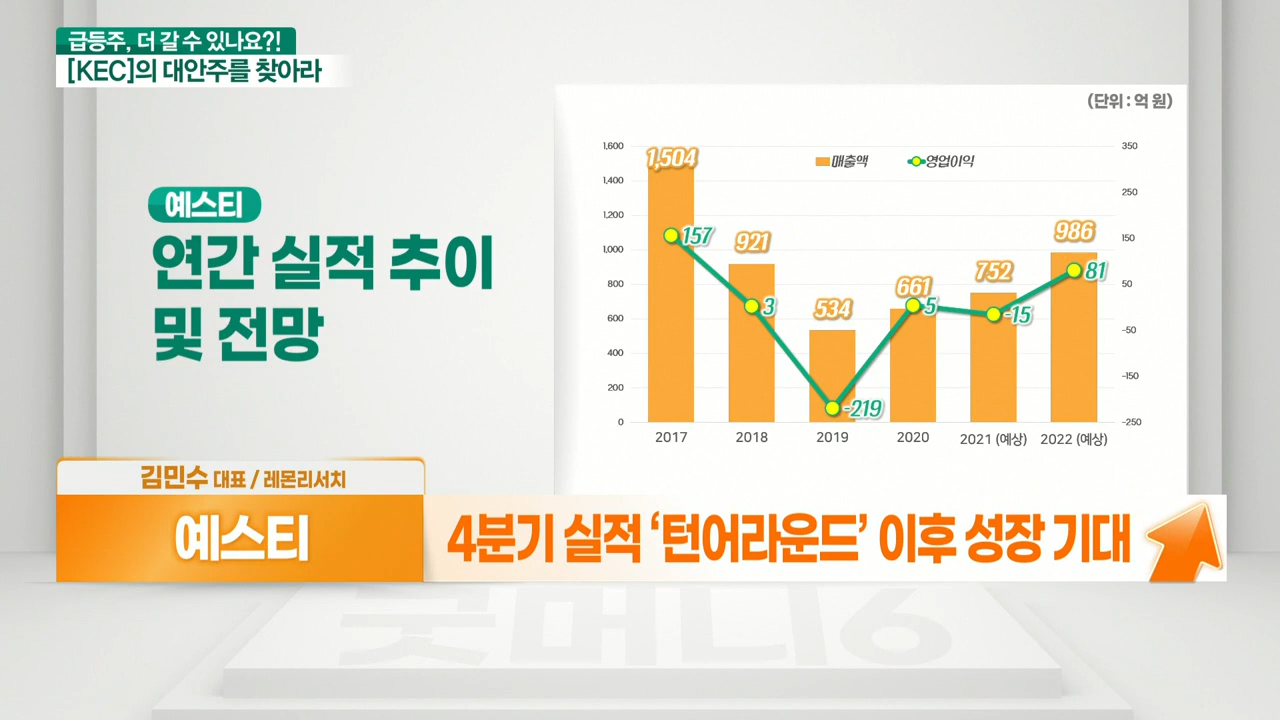 급등주, 더 갈 수 있나요?!
[KEC]의 대안주를 찾아라
(단위 : 억 원)
예스티
연간 실적 추이
및 전망
매출액
영업이익
1,600
1,400
1,200
1,000
800
600
400
200
0
350
250
150
50
-50
-150
-250
1,504
921
534
661
752
986
157
3
-219
5
-15
81
2017 2018 2019 2020 2021 (예상) 2022 (예상)
김민수 대표 / 레몬리서치
예스티
4분기 실적 ‘턴어라운드’ 이후 성장 기대
굿머니6